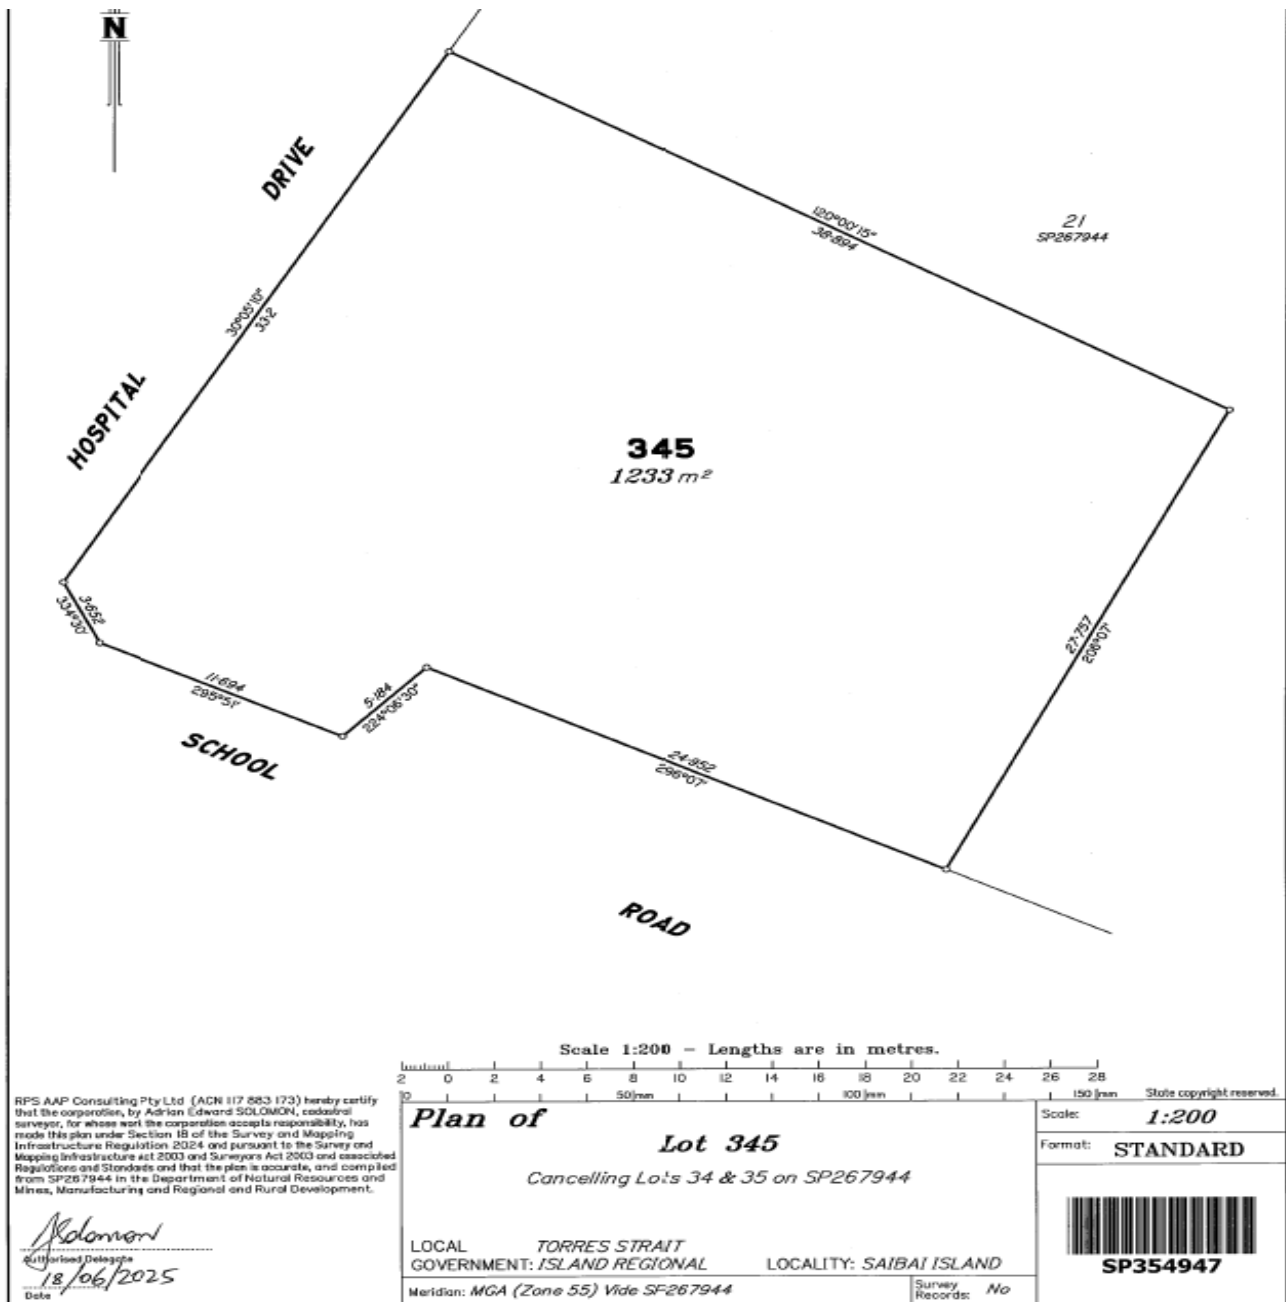 N
DRIVE
120°00'15"
38·894
21
SP267944
30°05'10"
33·2
HOSPITAL
345
1233 m²
3·652
334°30'
27·757
206°07'
11·694
295°51'
5·184
224°06'30"
24·952
296°07'
SCHOOL
ROAD
Scale 1:200 – Lengths are in metres.
2 0 2 4 6 8 10 12 14 16 18 20 22 24 26 28
0 50 mm 100 mm 150 mm
State copyright reserved.
RPS AAP Consulting Pty Ltd (ACN 117 883 173) hereby certify
that the corporation, by Adrian Edward SOLOMON, cadastral
surveyor, for whose work the corporation accepts responsibility, has
made this plan under Section 18 of the Survey and Mapping
Infrastructure Regulation 2024 and pursuant to the Survey and
Mapping Infrastructure act 2003 and Surveyors Act 2003 and associated
Regulations and Standards and that the plan is accurate, and compiled
from SP267944 in the Department of Natural Resources and
Mines, Manufacturing and Regional and Rural Development.
ASolomon
Authorised Delegate
18/06/2025
Date
Plan of
Lot 345
Cancelling Lots 34 & 35 on SP267944
LOCAL TORRES STRAIT
GOVERNMENT: ISLAND REGIONAL LOCALITY: SAIBAI ISLAND
Meridian: MGA (Zone 55) Vide SP267944
Survey
Records: No
Scale: 1:200
Format: STANDARD
SP354947